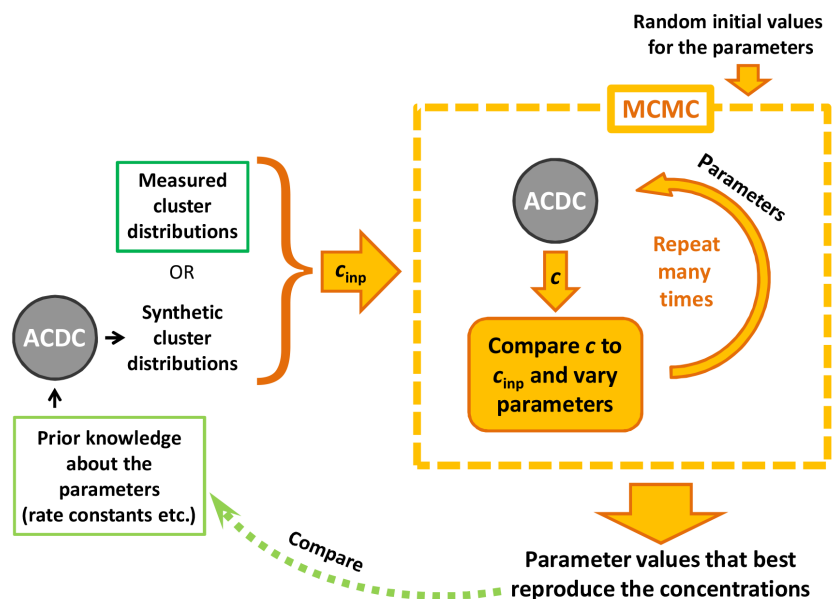 Random initial values
for the parameters
MCMC
Measured
cluster
distributions
OR
ACDC
Synthetic
cluster
distributions
Prior knowledge
about the
parameters
(rate constants etc.)
c_inp
ACDC
Parameters
Repeat
many
times
c
Compare c to
c_inp and vary
parameters
Compare
Parameter values that best
reproduce the concentrations